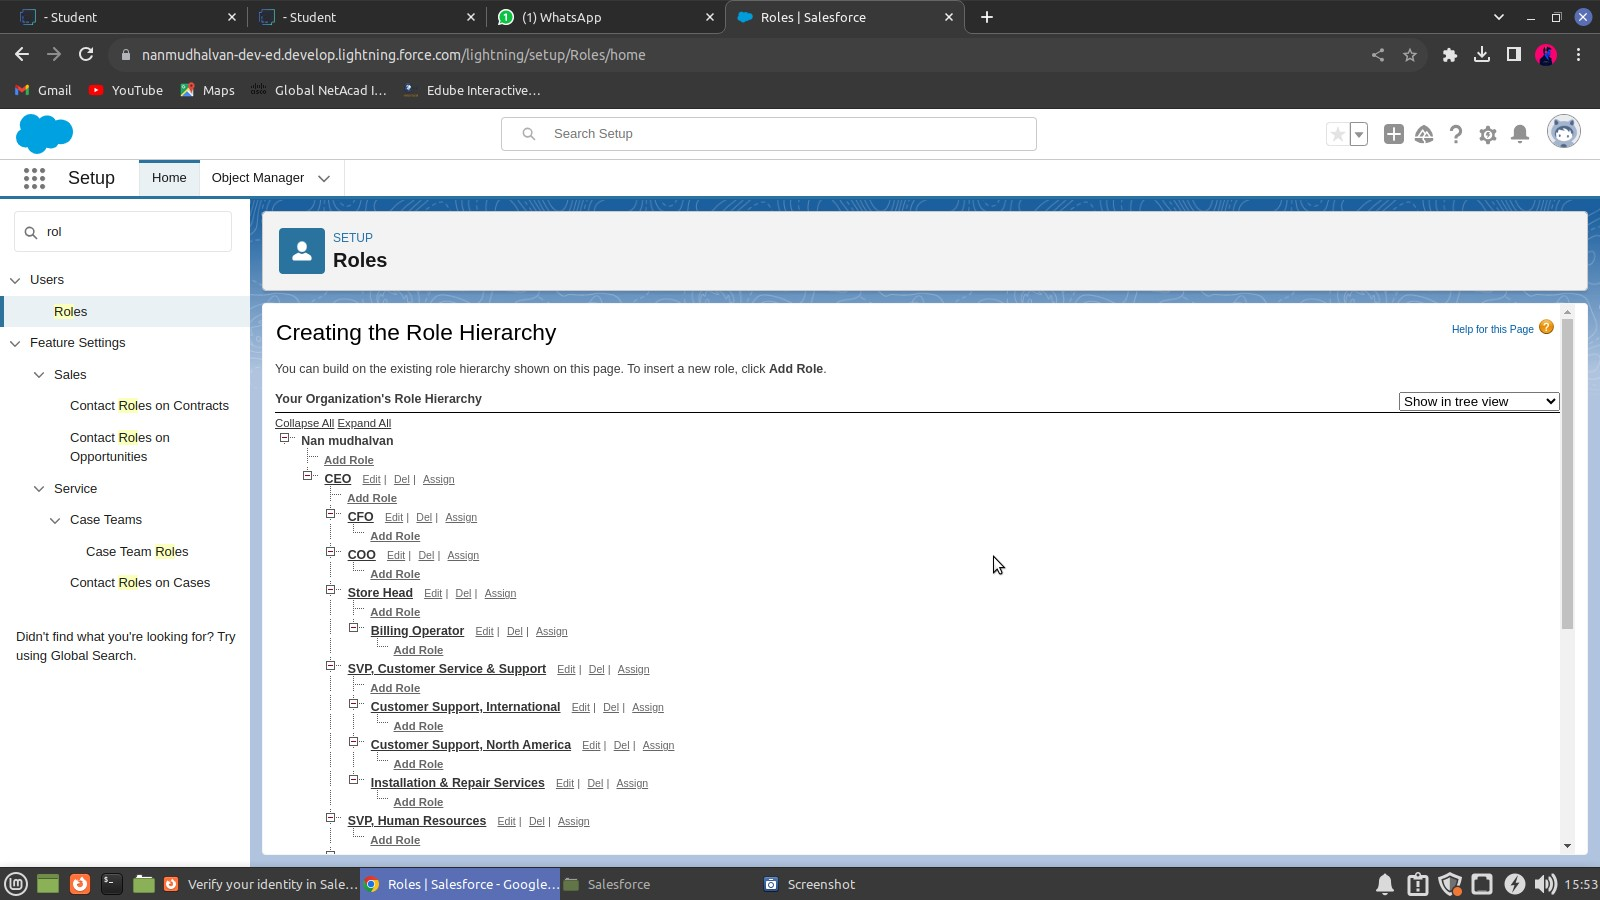 - Student
- Student
(1) WhatsApp
Roles | Salesforce
nanmudhalvan-dev-ed.develop.lightning.force.com/lightning/setup/Roles/home
Gmail
YouTube
Maps
Global NetAcad I...
Edube Interactive...
Search Setup
Setup
Home
Object Manager
rol
Users
Roles
Feature Settings
Sales
Contact Roles on Contracts
Contact Roles on
Opportunities
Service
Case Teams
Case Team Roles
Contact Roles on Cases
Didn't find what you're looking for? Try
using Global Search.
SETUP
Roles
Creating the Role Hierarchy
Help for this Page
You can build on the existing role hierarchy shown on this page. To insert a new role, click Add Role.
Your Organization's Role Hierarchy
Show in tree view
Collapse All Expand All
Nan mudhalvan
Add Role
CEO Edit | Del | Assign
Add Role
CFO Edit | Del | Assign
Add Role
COO Edit | Del | Assign
Add Role
Store Head Edit | Del | Assign
Add Role
Billing Operator Edit | Del | Assign
Add Role
SVP, Customer Service & Support Edit | Del | Assign
Add Role
Customer Support, International Edit | Del | Assign
Add Role
Customer Support, North America Edit | Del | Assign
Add Role
Installation & Repair Services Edit | Del | Assign
Add Role
SVP, Human Resources Edit | Del | Assign
Add Role
Verify your identity in Sale...
Roles | Salesforce - Google...
Salesforce
Screenshot
15:53